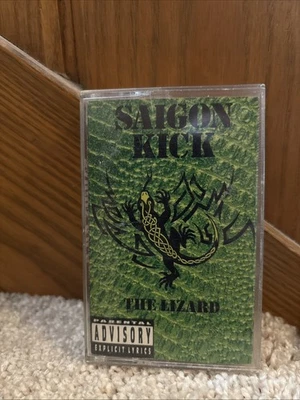 SAIGON
KICK
THE LIZARD
PARENTAL
ADVISORY
EXPLICIT LYRICS